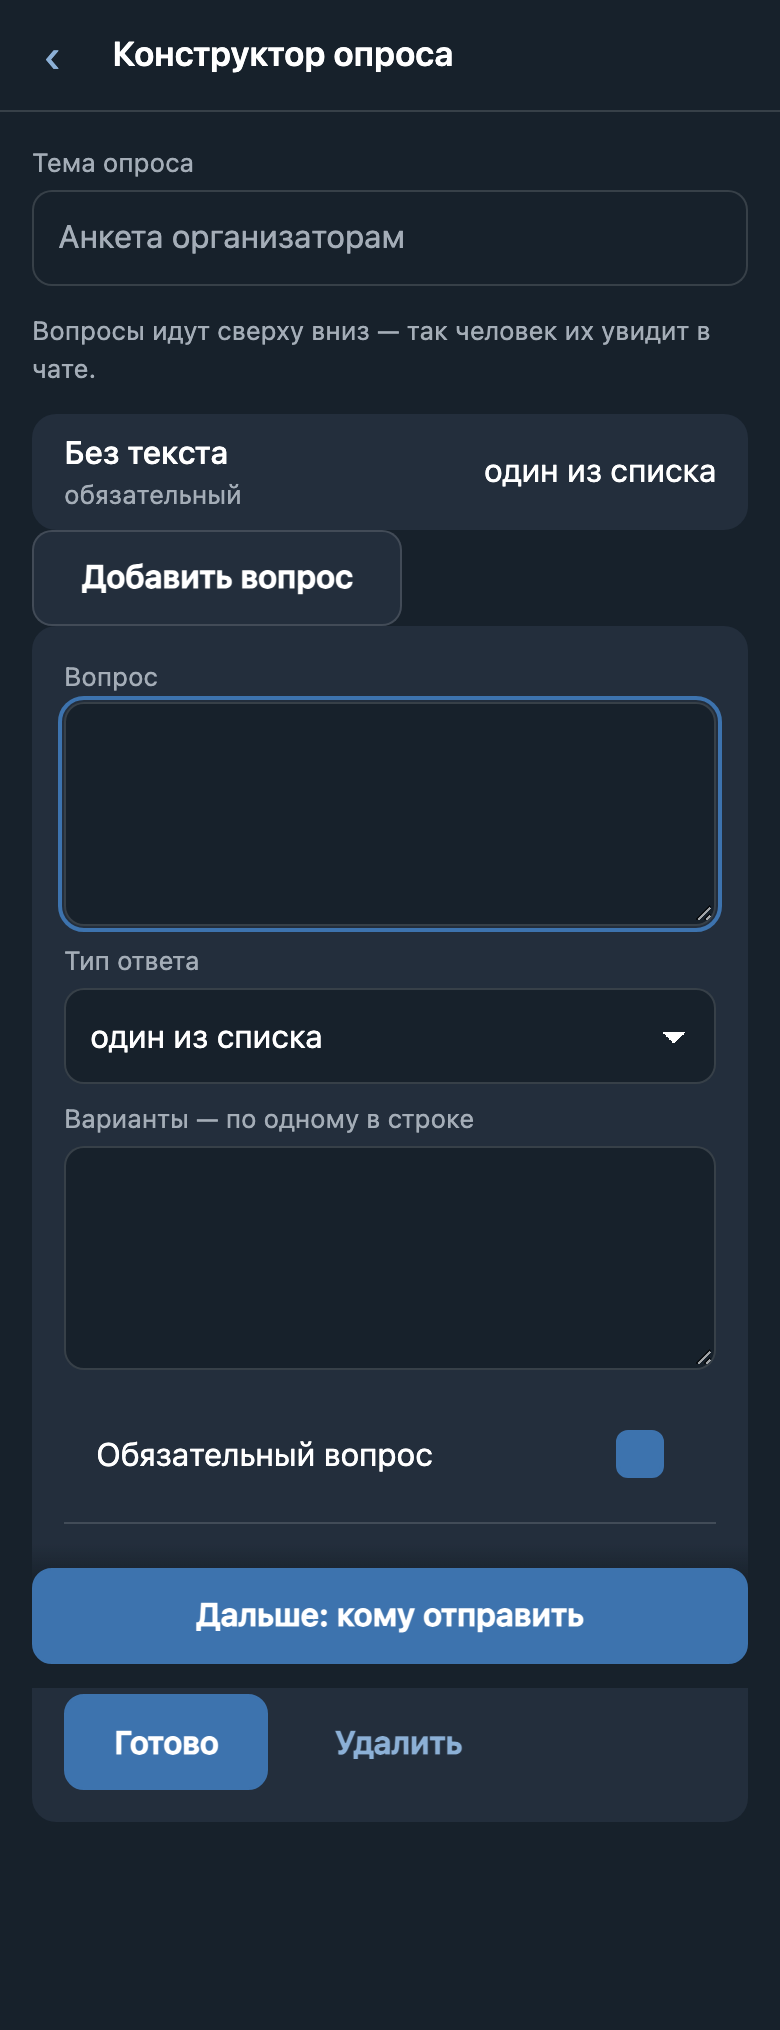 ‹ Конструктор опроса
Тема опроса
Анкета организаторам
Вопросы идут сверху вниз — так человек их увидит в
чате.
Без текста
обязательный
один из списка
Добавить вопрос
Вопрос
Тип ответа
один из списка
Варианты — по одному в строке
Обязательный вопрос
Дальше: кому отправить
Готово
Удалить